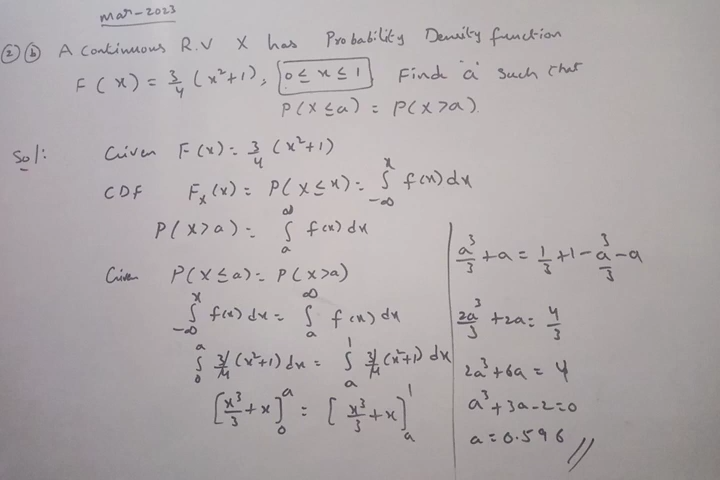 mar-2023
② ⓑ A continuous R.V X has Probability Density function
F(x) = 3/4 (x²+1), 0 ≤ x ≤ 1 Find 'a' such that
P(X ≤ a) = P(X > a).
Sol: Given F(x) = 3/4 (x²+1)
CDF F_X(x) = P(X ≤ x) = ∫_{-∞}^{x} f(x) dx
P(X > a) = ∫_{a}^{∞} f(x) dx
Given P(X ≤ a) = P(X > a)
∫_{-∞}^{x} f(x) dx = ∫_{a}^{∞} f(x) dx
∫_{0}^{a} 3/4 (x²+1) dx = ∫_{a}^{1} 3/4 (x²+1) dx
[x³/3 + x]_{0}^{a} = [x³/3 + x]_{a}^{1}
a³/3 + a = 1/3 + 1 - a³/3 - a
2a³/3 + 2a = 4/3
2a³ + 6a = 4
a³ + 3a - 2 = 0
a = 0.596 //